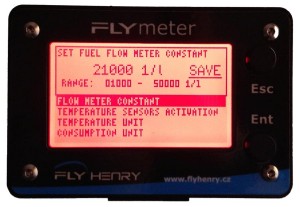 FLYmeter
SET FUEL FLOW METER CONSTANT
21000 1/l SAVE
RANGE: 01000 - 50000 1/l
FLOW METER CONSTANT
TEMPERATURE SENSORS ACTIVATION
TEMPERATURE UNIT
CONSUMPTION UNIT
Esc
Ent
FLY HENRY www.flyhenry.cz